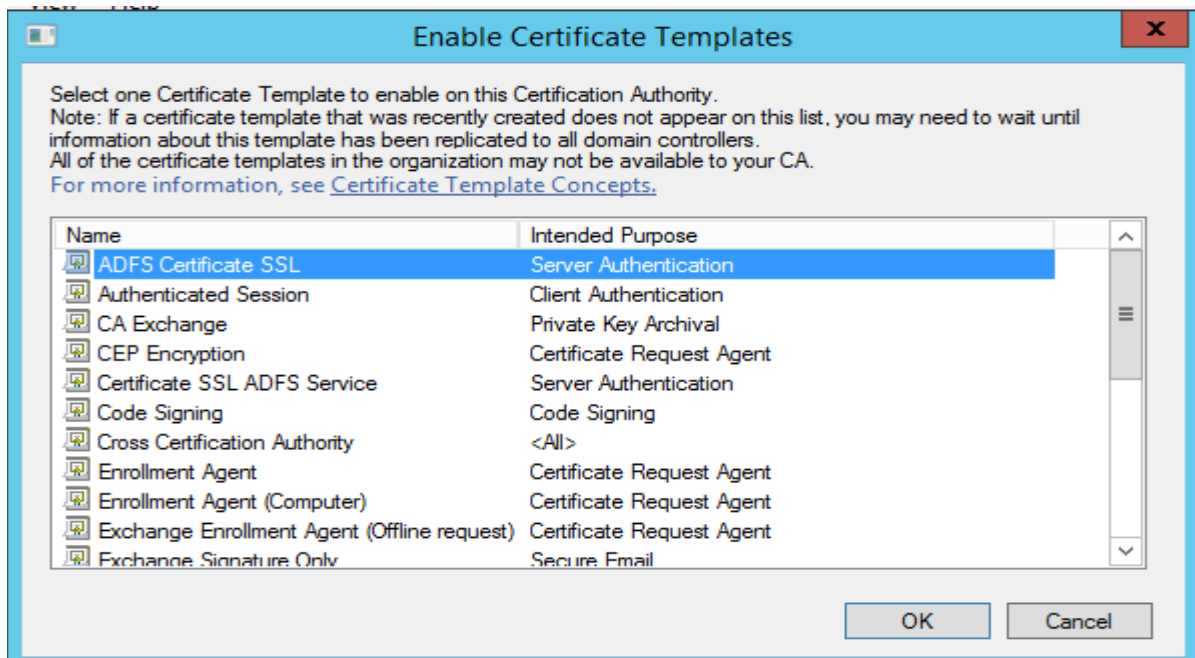 Enable Certificate Templates
x
Select one Certificate Template to enable on this Certification Authority.
Note: If a certificate template that was recently created does not appear on this list, you may need to wait until
information about this template has been replicated to all domain controllers.
All of the certificate templates in the organization may not be available to your CA.
For more information, see Certificate Template Concepts.
Name Intended Purpose
ADFS Certificate SSL Server Authentication
Authenticated Session Client Authentication
CA Exchange Private Key Archival
CEP Encryption Certificate Request Agent
Certificate SSL ADFS Service Server Authentication
Code Signing Code Signing
Cross Certification Authority <All>
Enrollment Agent Certificate Request Agent
Enrollment Agent (Computer) Certificate Request Agent
Exchange Enrollment Agent (Offline request) Certificate Request Agent
Exchange Signature Only Secure Email
OK Cancel